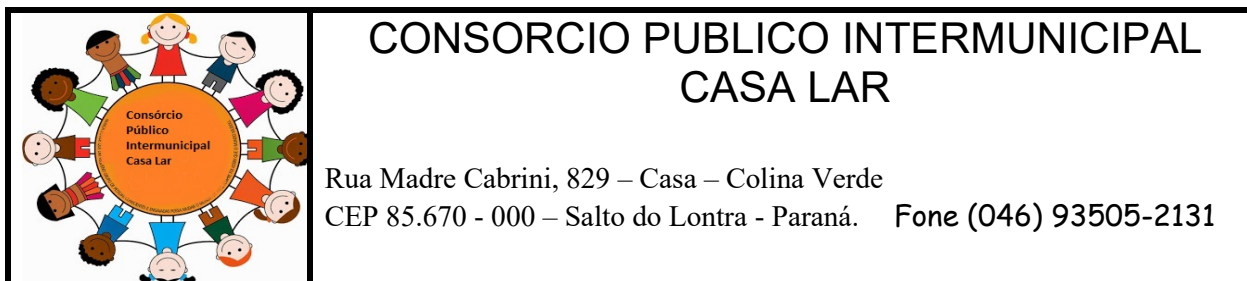 CONSORCIO PUBLICO INTERMUNICIPAL
CASA LAR
Consórcio
Público
Intermunicipal
Casa Lar
Rua Madre Cabrini, 829 – Casa – Colina Verde
CEP 85.670 - 000 – Salto do Lontra - Paraná. Fone (046) 93505-2131